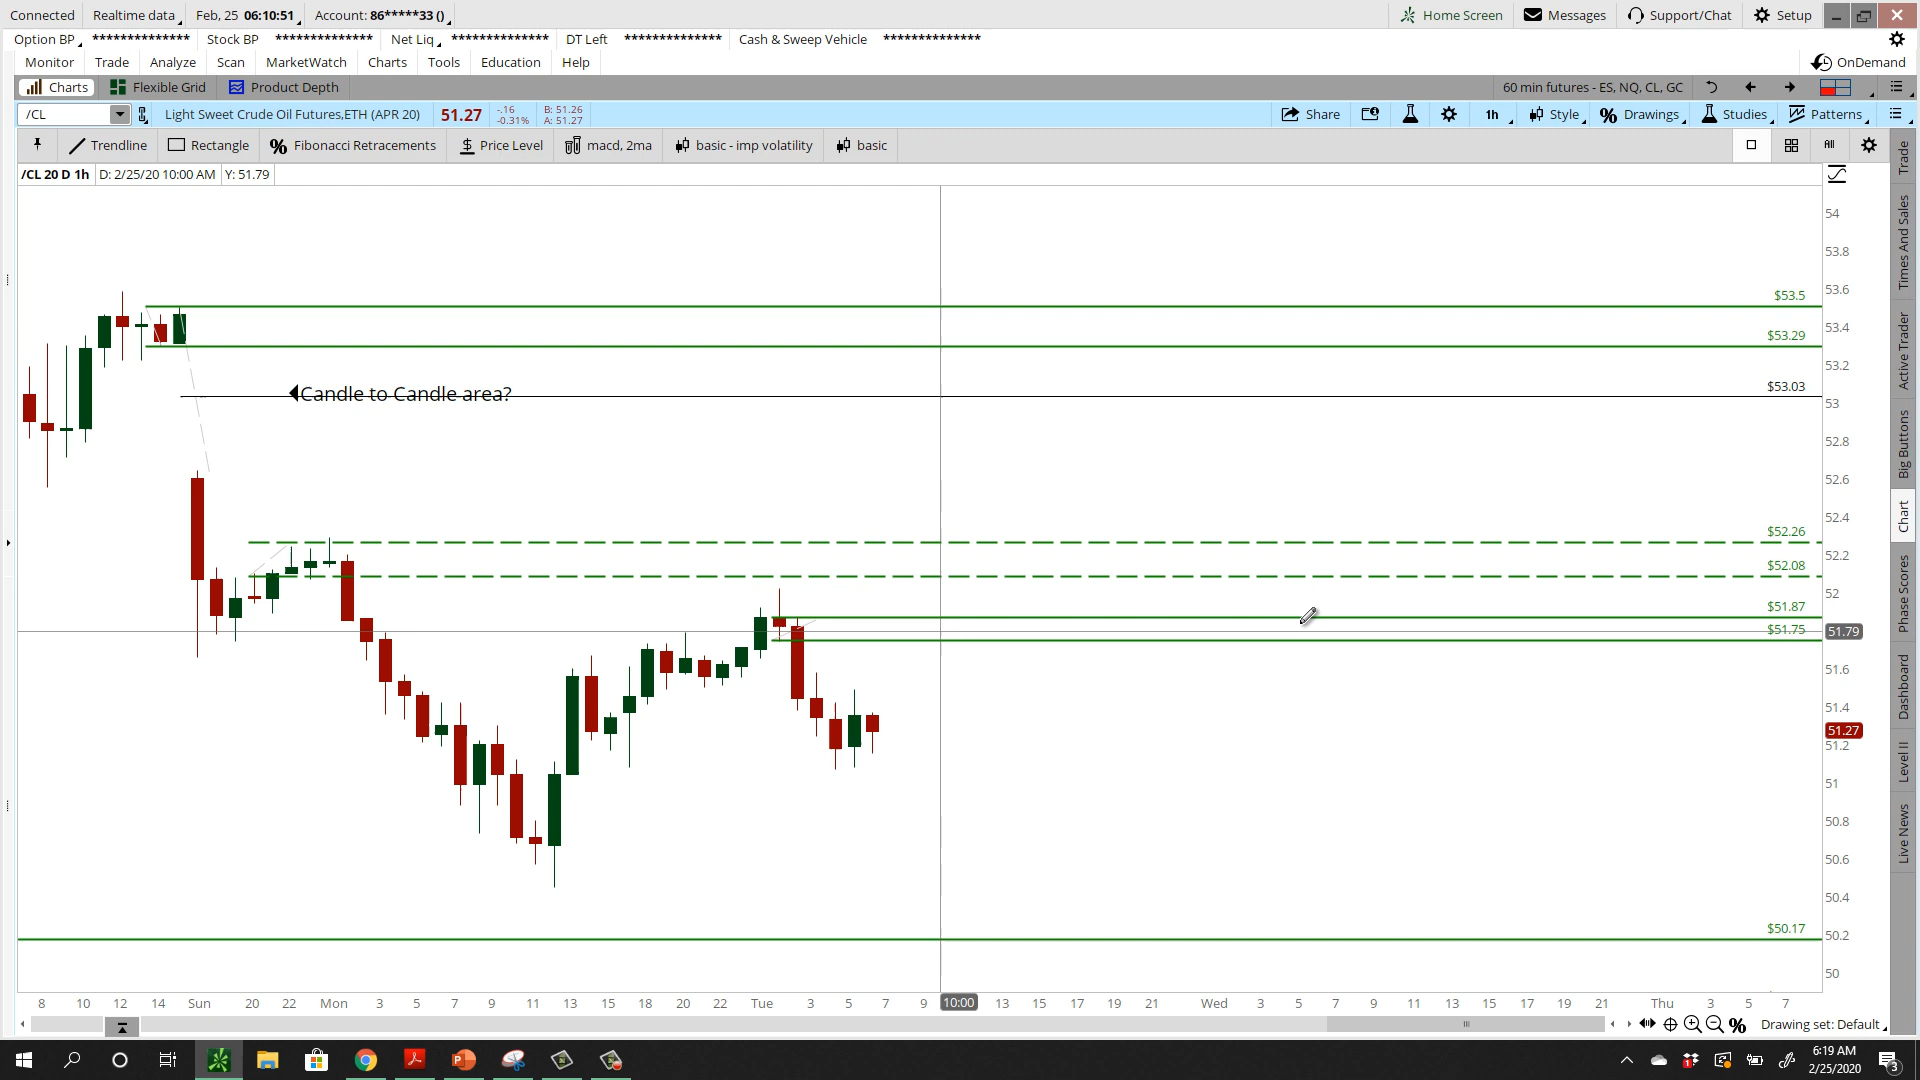 Connected Realtime data Feb, 25 06:10:51 Account: 86*****33 () Home Screen Messages Support/Chat Setup
Option BP ************** Stock BP ************** Net Liq ************** DT Left ************** Cash & Sweep Vehicle **************
Monitor Trade Analyze Scan MarketWatch Charts Tools Education Help OnDemand
Charts Flexible Grid Product Depth 60 min futures - ES, NQ, CL, GC
/CL Light Sweet Crude Oil Futures,ETH (APR 20) 51.27 -.16 -0.31% B: 51.26 A: 51.27 Share 1h Style Drawings Studies Patterns
Trendline Rectangle Fibonacci Retracements Price Level macd, 2ma basic - imp volatility basic All
/CL 20 D 1h D: 2/25/20 10:00 AM Y: 51.79
54
53.8
53.6
$53.5
53.4
$53.29
53.2
Candle to Candle area?
$53.03
53
52.8
52.6
52.4
$52.26
52.2
$52.08
52
$51.87
$51.75
51.79
51.6
51.4
51.27
51.2
51
50.8
50.6
50.4
$50.17
50.2
50
8 10 12 14 Sun 20 22 Mon 3 5 7 9 11 13 15 18 20 22 Tue 3 5 7 9 10:00 13 15 17 19 21 Wed 3 5 7 9 11 13 15 17 19 21 Thu 3 5 7
Drawing set: Default
Trade
Times And Sales
Active Trader
Big Buttons
Chart
Phase Scores
Dashboard
Level II
Live News
6:19 AM
2/25/2020
3
1